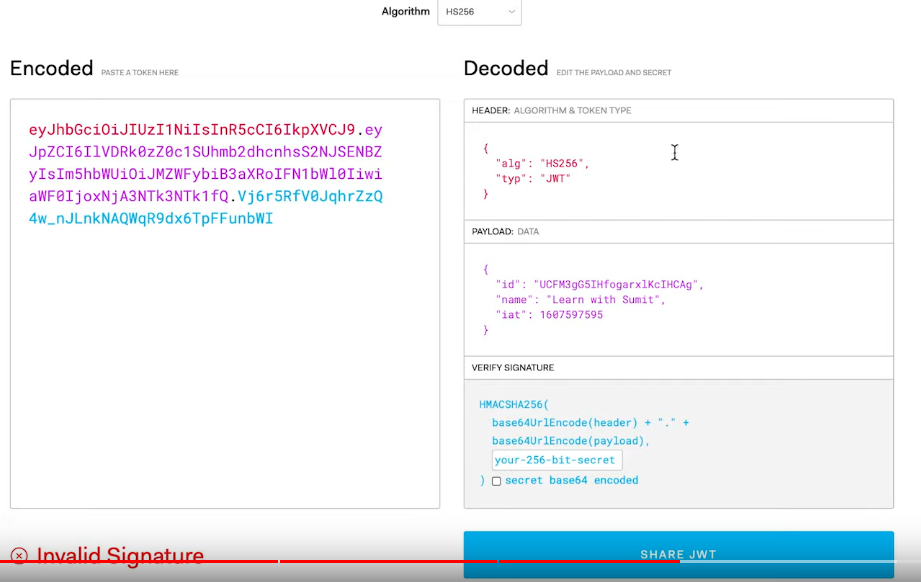 Algorithm HS256
Encoded PASTE A TOKEN HERE
eyJhbGciOiJIUzI1NiIsInR5cCI6IkpXVCJ9.ey
JpZCI6IlVDRk0zZ0c1SUhmb2dhcnhsS2NJSENBZ
yIsIm5hbWUiOiJMZWFybiB3aXRoIFN1bWl0Iiwi
aWF0IjoxNjA3NTk3NTk1fQ.Vj6r5RfV0JqhrZzQ
4w_nJLnkNAQWqR9dx6TpFFunbWI
Invalid Signature
Decoded EDIT THE PAYLOAD AND SECRET
HEADER: ALGORITHM & TOKEN TYPE
{
"alg": "HS256",
"typ": "JWT"
}
PAYLOAD: DATA
{
"id": "UCFM3gG5IHfogarxlKcIHCAg",
"name": "Learn with Sumit",
"iat": 1607597595
}
VERIFY SIGNATURE
HMACSHA256(
base64UrlEncode(header) + "." +
base64UrlEncode(payload),
your-256-bit-secret
) secret base64 encoded
SHARE JWT